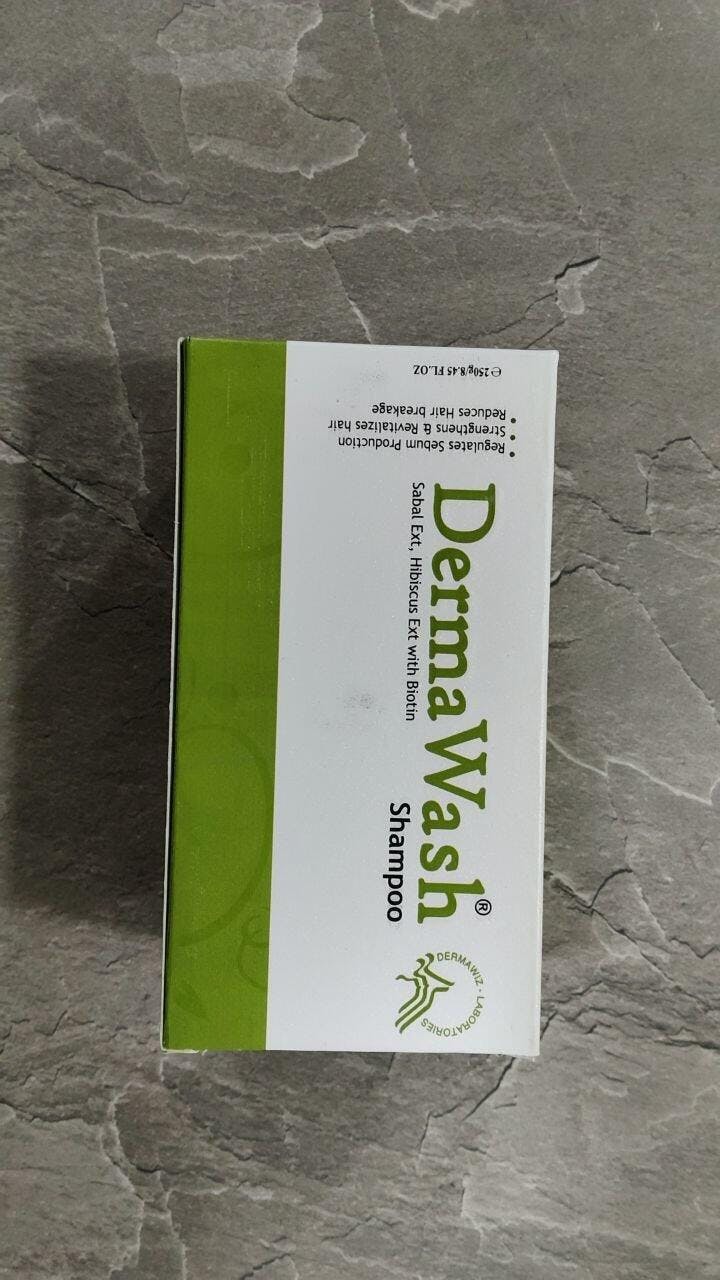 DermaWash®
Shampoo
Sabal Ext, Hibiscus Ext with Biotin
• Regulates Sebum Production
• Strengthens & Revitalizes hair
• Reduces Hair breakage
℮ 250g/8.45 FL.OZ
DERMAWIZ · LABORATORIES